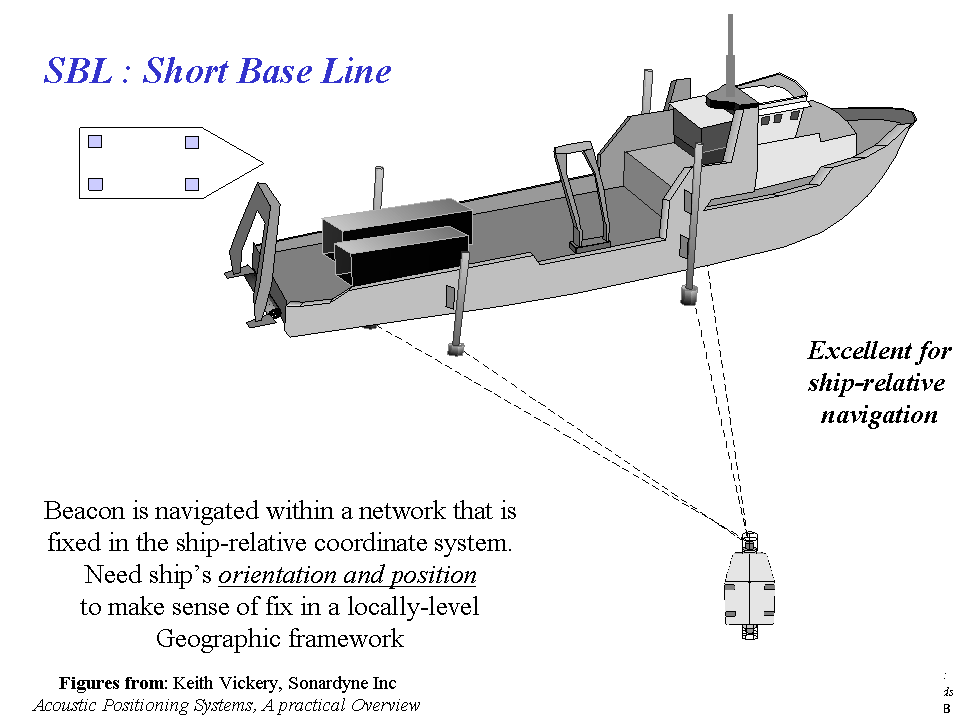 SBL : Short Base Line
Excellent for
ship-relative
navigation
Beacon is navigated within a network that is
fixed in the ship-relative coordinate system.
Need ship’s orientation and position
to make sense of fix in a locally-level
Geographic framework
Figures from: Keith Vickery, Sonardyne Inc
Acoustic Positioning Systems, A practical Overview
:
ds
B